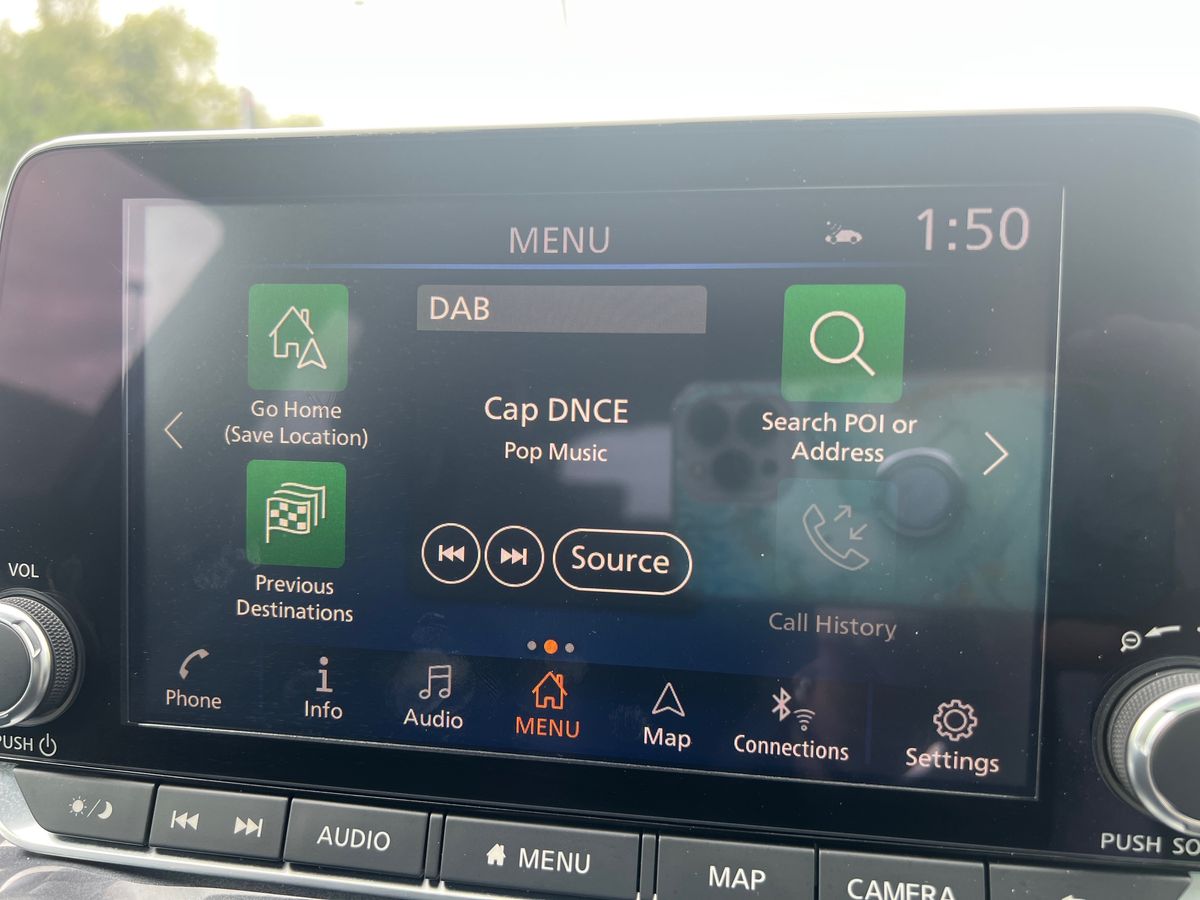 MENU
1:50
DAB
Go Home
(Save Location)
Cap DNCE
Pop Music
Search POI or
Address
Previous
Destinations
Source
Call History
Phone
Info
Audio
MENU
Map
Connections
Settings
VOL
PUSH
AUDIO
MENU
MAP
CAMERA
PUSH SO